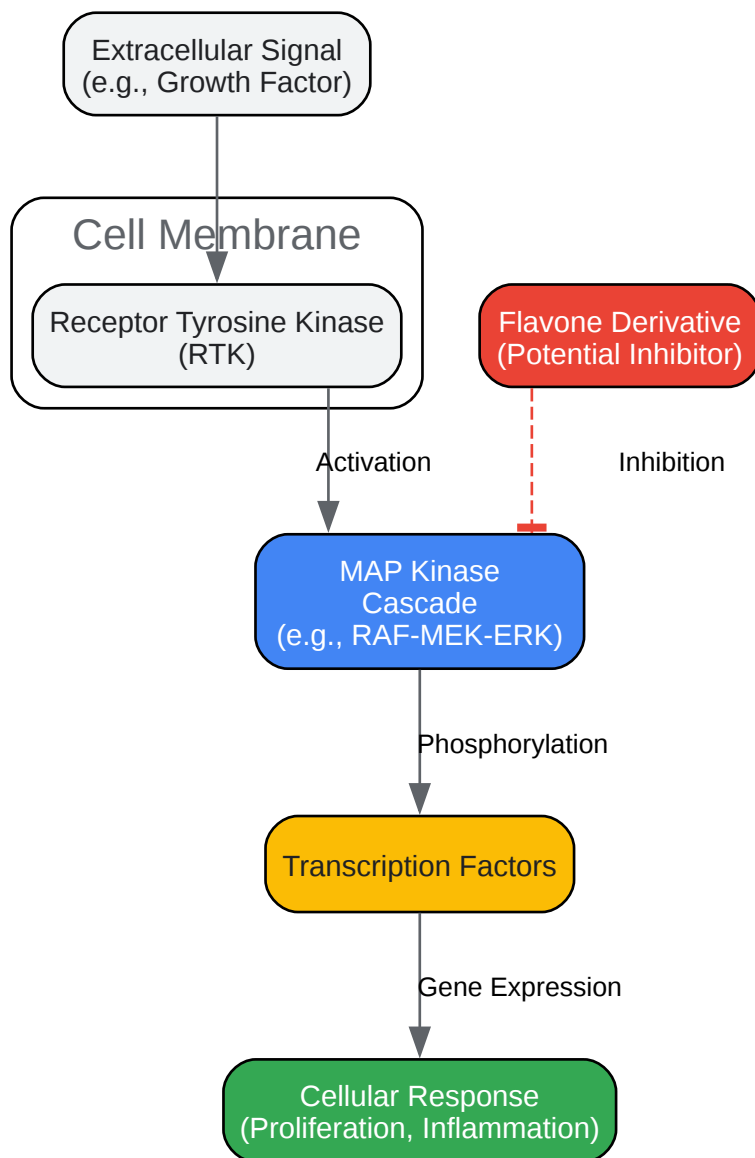 Extracellular Signal
(e.g., Growth Factor)
Cell Membrane
Receptor Tyrosine Kinase
(RTK)
Flavone Derivative
(Potential Inhibitor)
Activation
Inhibition
MAP Kinase
Cascade
(e.g., RAF-MEK-ERK)
Phosphorylation
Transcription Factors
Gene Expression
Cellular Response
(Proliferation, Inflammation)